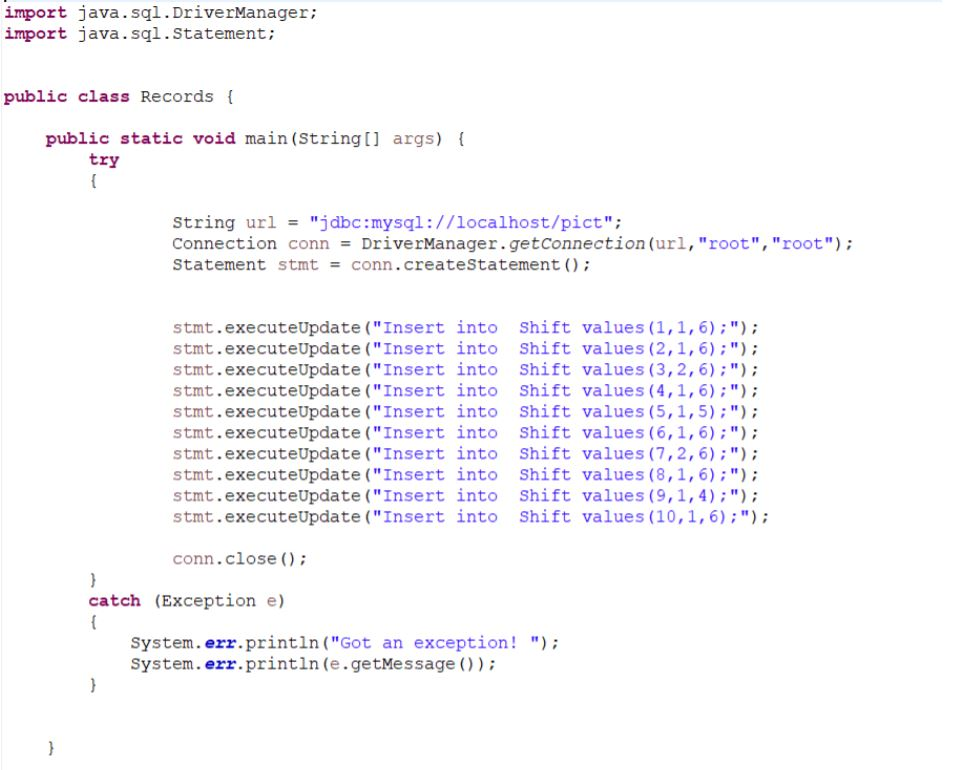 import java.sql.DriverManager;
import java.sql.Statement;
public class Records {
public static void main(String[] args) {
try
{
String url = "jdbc:mysql://localhost/pict";
Connection conn = DriverManager.getConnection(url,"root","root");
Statement stmt = conn.createStatement();
stmt.executeUpdate("Insert into  Shift values(1,1,6);");
stmt.executeUpdate("Insert into  Shift values(2,1,6);");
stmt.executeUpdate("Insert into  Shift values(3,2,6);");
stmt.executeUpdate("Insert into  Shift values(4,1,6);");
stmt.executeUpdate("Insert into  Shift values(5,1,5);");
stmt.executeUpdate("Insert into  Shift values(6,1,6);");
stmt.executeUpdate("Insert into  Shift values(7,2,6);");
stmt.executeUpdate("Insert into  Shift values(8,1,6);");
stmt.executeUpdate("Insert into  Shift values(9,1,4);");
stmt.executeUpdate("Insert into  Shift values(10,1,6);");
conn.close();
}
catch (Exception e)
{
System.err.println("Got an exception! ");
System.err.println(e.getMessage());
}
}